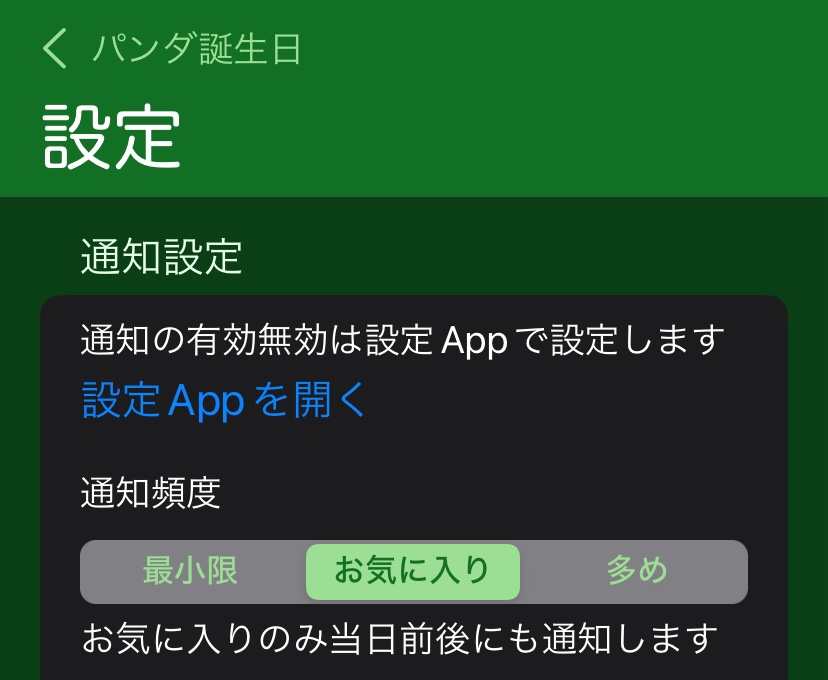 パンダ誕生日
設定
通知設定
通知の有効無効は設定 App で設定します
設定 App を開く
通知頻度
最小限 お気に入り 多め
お気に入りのみ当日前後にも通知します